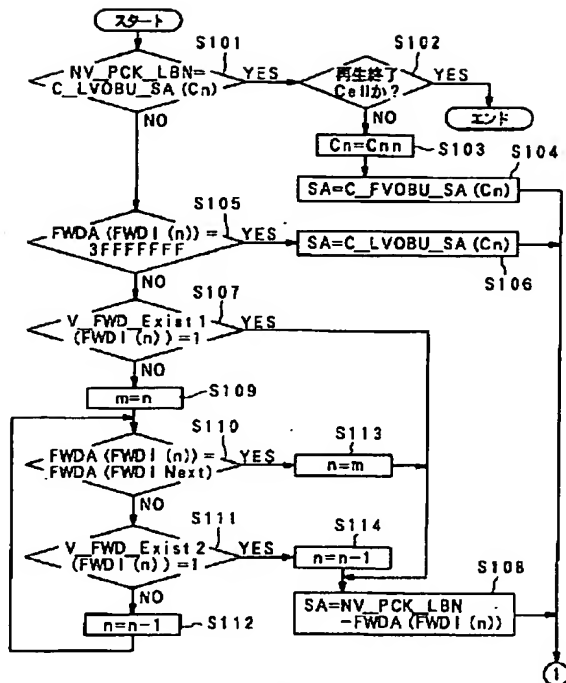 スタート
S101
NV_PCK_LBN=
C_LVOBU_SA(Cn)
YES
NO
S102
再生終了
Cellか?
YES
NO
エンド
Cn=Cnn
S103
S104
SA=C_FVOBU_SA(Cn)
S105
FWDA(FWDI(n))=
3FFFFFFF
YES
NO
SA=C_LVOBU_SA(Cn)
S106
S107
V_FWD_Exist1
(FWDI(n))=1
YES
NO
m=n
S109
S110
FWDA(FWDI(n))=
FWDA(FWDI Next)
YES
NO
S113
n=m
S111
V_FWD_Exist2
(FWDI(n))=1
YES
NO
S114
n=n-1
n=n-1
S112
S108
SA=NV_PCK_LBN
-FWDA(FWDI(n))
1